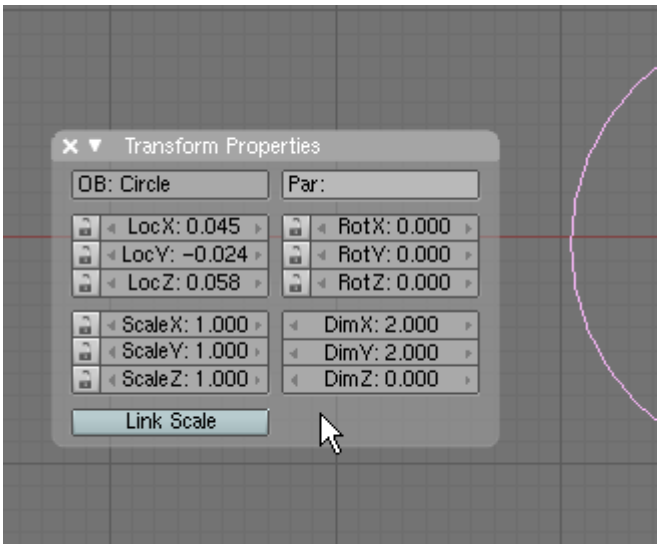 Transform Properties
OB: Circle
Par:
LocX: 0.045
LocY: -0.024
LocZ: 0.058
RotX: 0.000
RotY: 0.000
RotZ: 0.000
ScaleX: 1.000
ScaleY: 1.000
ScaleZ: 1.000
DimX: 2.000
DimY: 2.000
DimZ: 0.000
Link Scale